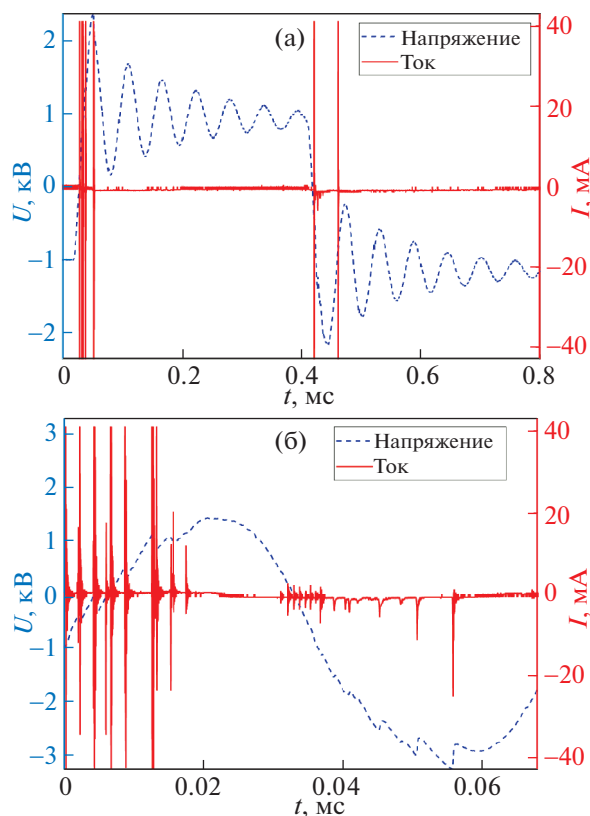 (а)
Напряжение
Ток
2
1
0
−1
−2
U, кВ
40
20
0
−20
−40
I, мА
0
0.2
0.4
0.6
0.8
t, мс
(б)
Напряжение
Ток
3
2
1
0
−1
−2
−3
U, кВ
40
20
0
−20
−40
I, мА
0
0.02
0.04
0.06
t, мс